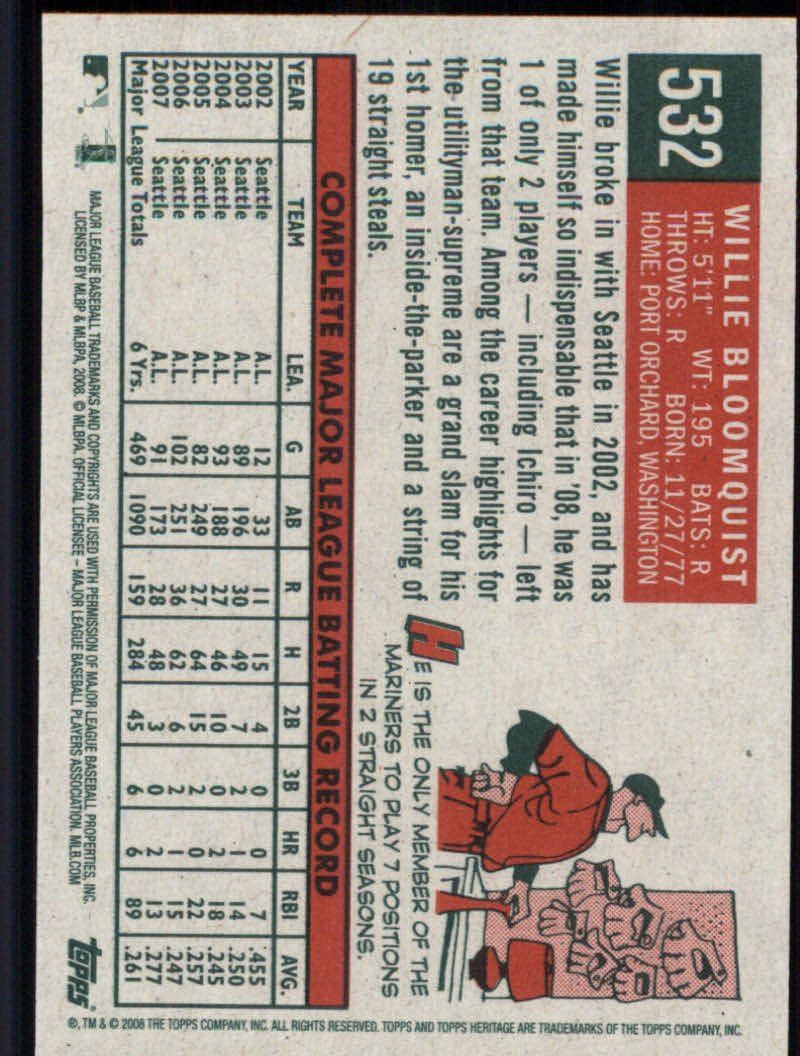 532
WILLIE BLOOMQUIST
HT: 5'11" WT: 195 BATS: R
THROWS: R BORN: 11/27/77
HOME: PORT ORCHARD, WASHINGTON
Willie broke in with Seattle in 2002, and has
made himself so indispensable that in '08, he was
1 of only 2 players — including Ichiro — left
from that team. Among the career highlights for
the utilityman-supreme are a grand slam for his
1st homer, an inside-the-parker and a string of
19 straight steals.
HE IS THE ONLY MEMBER OF THE
MARINERS TO PLAY 7 POSITIONS
IN 2 STRAIGHT SEASONS.
COMPLETE MAJOR LEAGUE BATTING RECORD
YEAR TEAM LEA. G AB R H 2B 3B HR RBI AVG.
2002 Seattle A.L. 12 33 11 15 4 0 0 7 .455
2003 Seattle A.L. 89 196 30 49 7 2 1 14 .250
2004 Seattle A.L. 93 188 27 46 10 0 2 18 .245
2005 Seattle A.L. 82 249 27 64 15 2 0 22 .257
2006 Seattle A.L. 102 251 36 62 6 2 1 15 .247
2007 Seattle A.L. 91 173 28 48 3 0 2 13 .277
Major League Totals 6 Yrs. 469 1090 159 284 45 6 6 89 .261
MAJOR LEAGUE BASEBALL TRADEMARKS AND COPYRIGHTS ARE USED WITH PERMISSION OF MAJOR LEAGUE BASEBALL PROPERTIES, INC.
LICENSED BY MLBP & MLBPA, 2008. © MLBPA. OFFICIAL LICENSEE – MAJOR LEAGUE BASEBALL PLAYERS ASSOCIATION. MLB.COM
TOPPS
®, TM & © 2008 THE TOPPS COMPANY, INC. ALL RIGHTS RESERVED. TOPPS AND TOPPS HERITAGE ARE TRADEMARKS OF THE TOPPS COMPANY, INC.